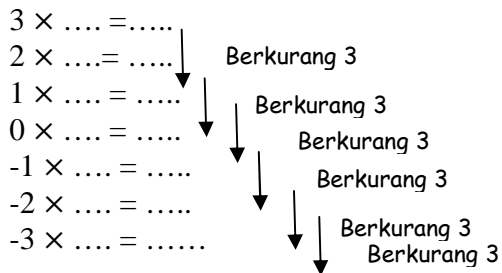 3 × …. =…..
2 × ….= …..
Berkurang 3
1 × …. = …..
Berkurang 3
0 × …. = …..
Berkurang 3
-1 × …. = …..
Berkurang 3
-2 × …. = …..
Berkurang 3
-3 × …. = ……
Berkurang 3